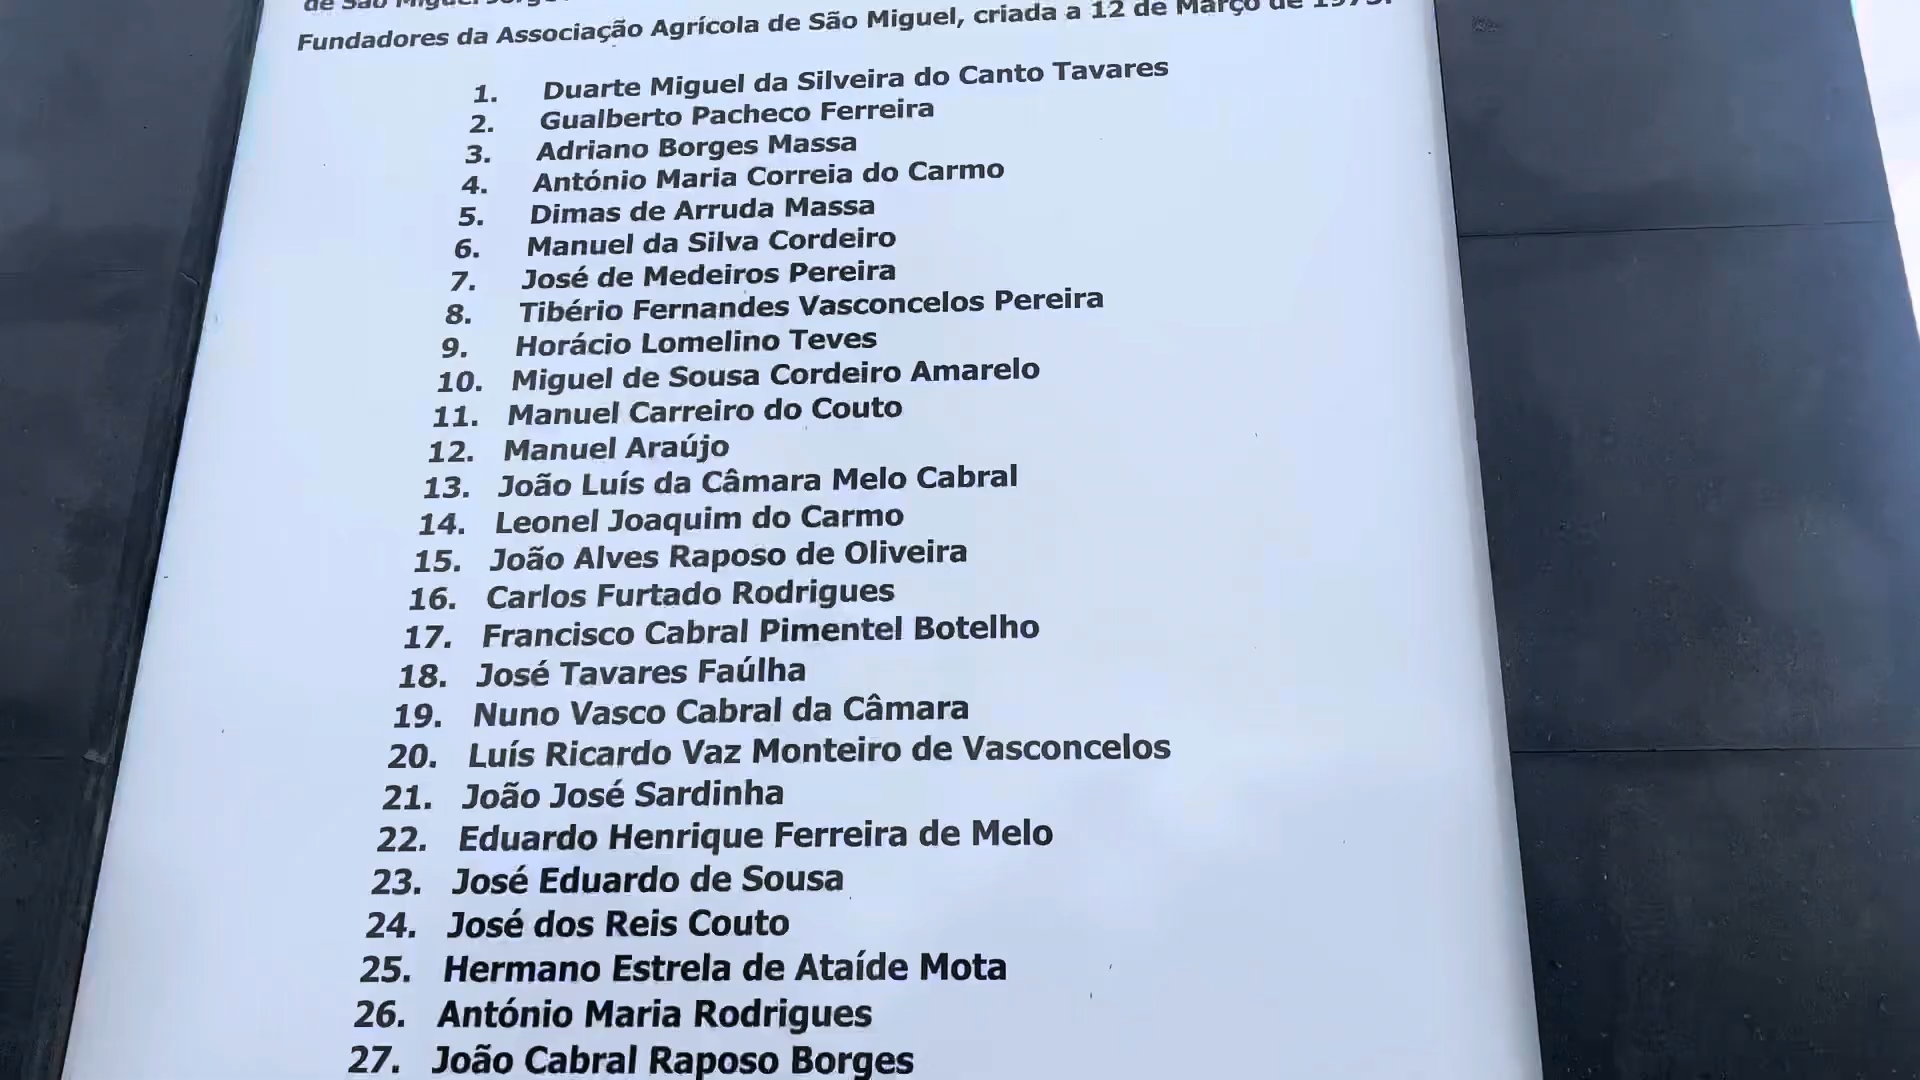 de São Miguel
Fundadores da Associação Agrícola de São Miguel, criada a 12 de Março de 1975.
1. Duarte Miguel da Silveira do Canto Tavares
2. Gualberto Pacheco Ferreira
3. Adriano Borges Massa
4. António Maria Correia do Carmo
5. Dimas de Arruda Massa
6. Manuel da Silva Cordeiro
7. José de Medeiros Pereira
8. Tibério Fernandes Vasconcelos Pereira
9. Horácio Lomelino Teves
10. Miguel de Sousa Cordeiro Amarelo
11. Manuel Carreiro do Couto
12. Manuel Araújo
13. João Luís da Câmara Melo Cabral
14. Leonel Joaquim do Carmo
15. João Alves Raposo de Oliveira
16. Carlos Furtado Rodrigues
17. Francisco Cabral Pimentel Botelho
18. José Tavares Faúlha
19. Nuno Vasco Cabral da Câmara
20. Luís Ricardo Vaz Monteiro de Vasconcelos
21. João José Sardinha
22. Eduardo Henrique Ferreira de Melo
23. José Eduardo de Sousa
24. José dos Reis Couto
25. Hermano Estrela de Ataíde Mota
26. António Maria Rodrigues
27. João Cabral Raposo Borges